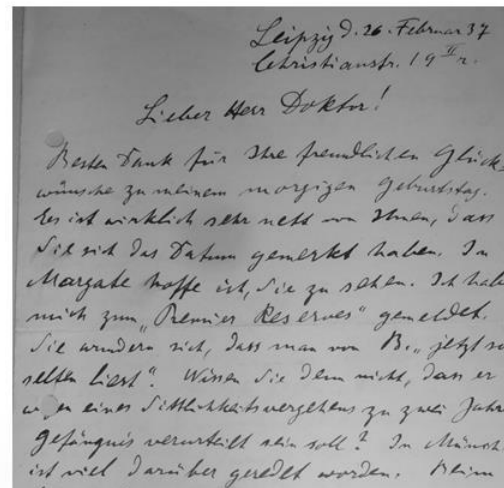 Leipzig d. 26. Februar 37
Christianstr. 19 II r.
Lieber Herr Doktor!
Besten Dank für Ihre freundlichen Glück-
wünsche zu meinem morgigen Geburtstag.
Es ist wirklich sehr nett von Ihnen, dass
Sie sich das Datum gemerkt haben. In
Margate hoffe ich, Sie zu sehen. Ich hab
mich zum „Premier Reserves" gemeldet.
Sie wundern sich, dass man von B. „jetzt so
selten liest". Wissen Sie denn nicht, dass er
wegen eines Sittlichkeitsvergehens zu zwei Jahr
Gefängnis verurteilt sein soll? In Münch
ist viel darüber geredet worden. Beim